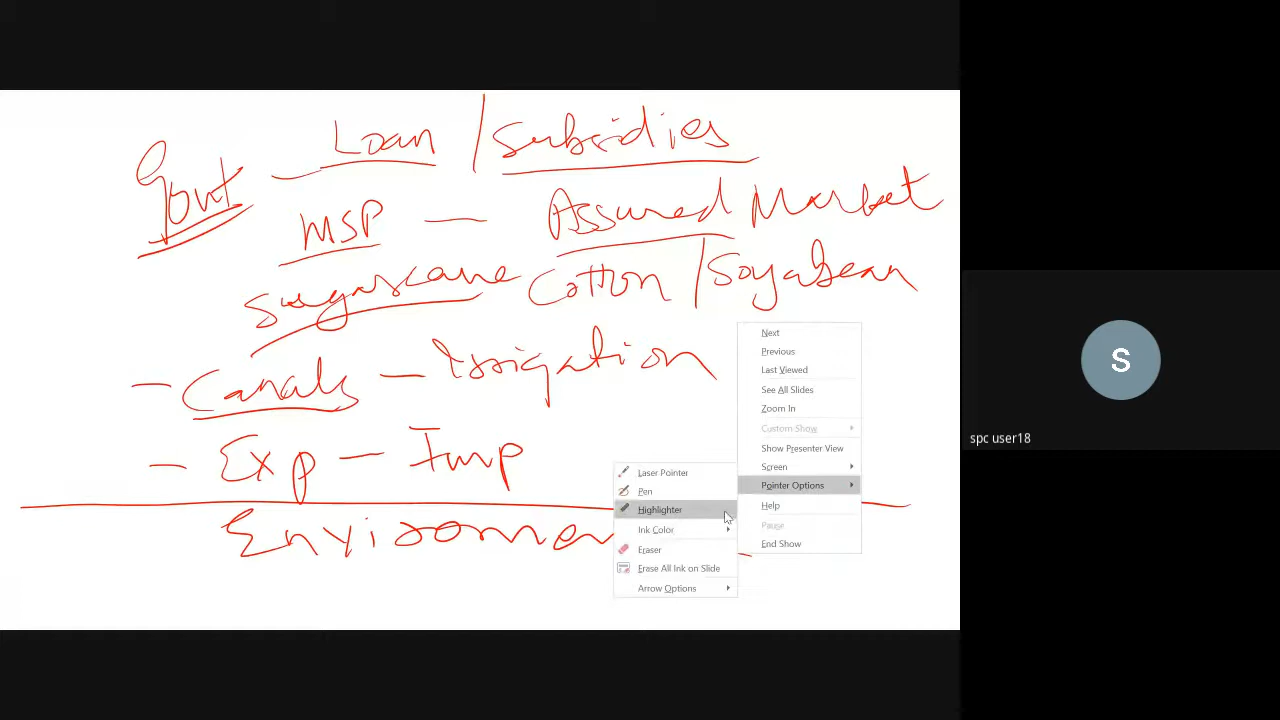 Loan / Subsidies
Govt
MSP — Assured Market
Sugarcane Cotton / Soyabean
- Canals - Irrigation
- Exp - Imp
Next
Previous
Last Viewed
See All Slides
Zoom In
Custom Show
Show Presenter View
Screen
Pointer Options
Help
Pause
End Show
Laser Pointer
Pen
Highlighter
Ink Color
Eraser
Erase All Ink on Slide
Arrow Options
S
spc user18